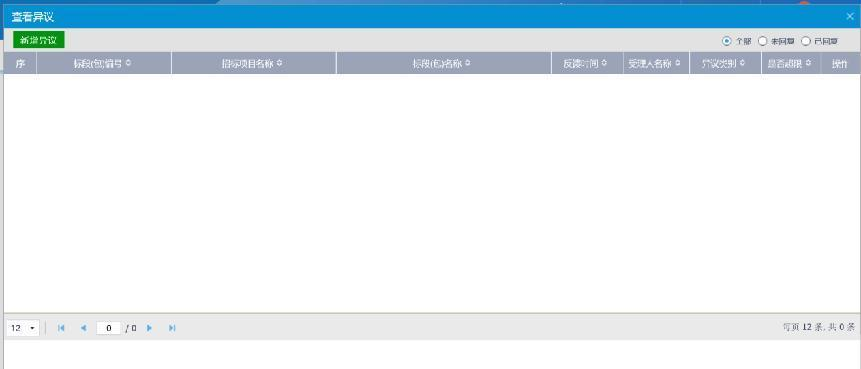 查看异议
新增异议
全部 未回复 已回复
序 标段(包)编号 招标项目名称 标段(包)名称 反馈时间 受理人名称 异议类别 是否超限 操作
12 0 / 0 每页 12 条, 共 0 条